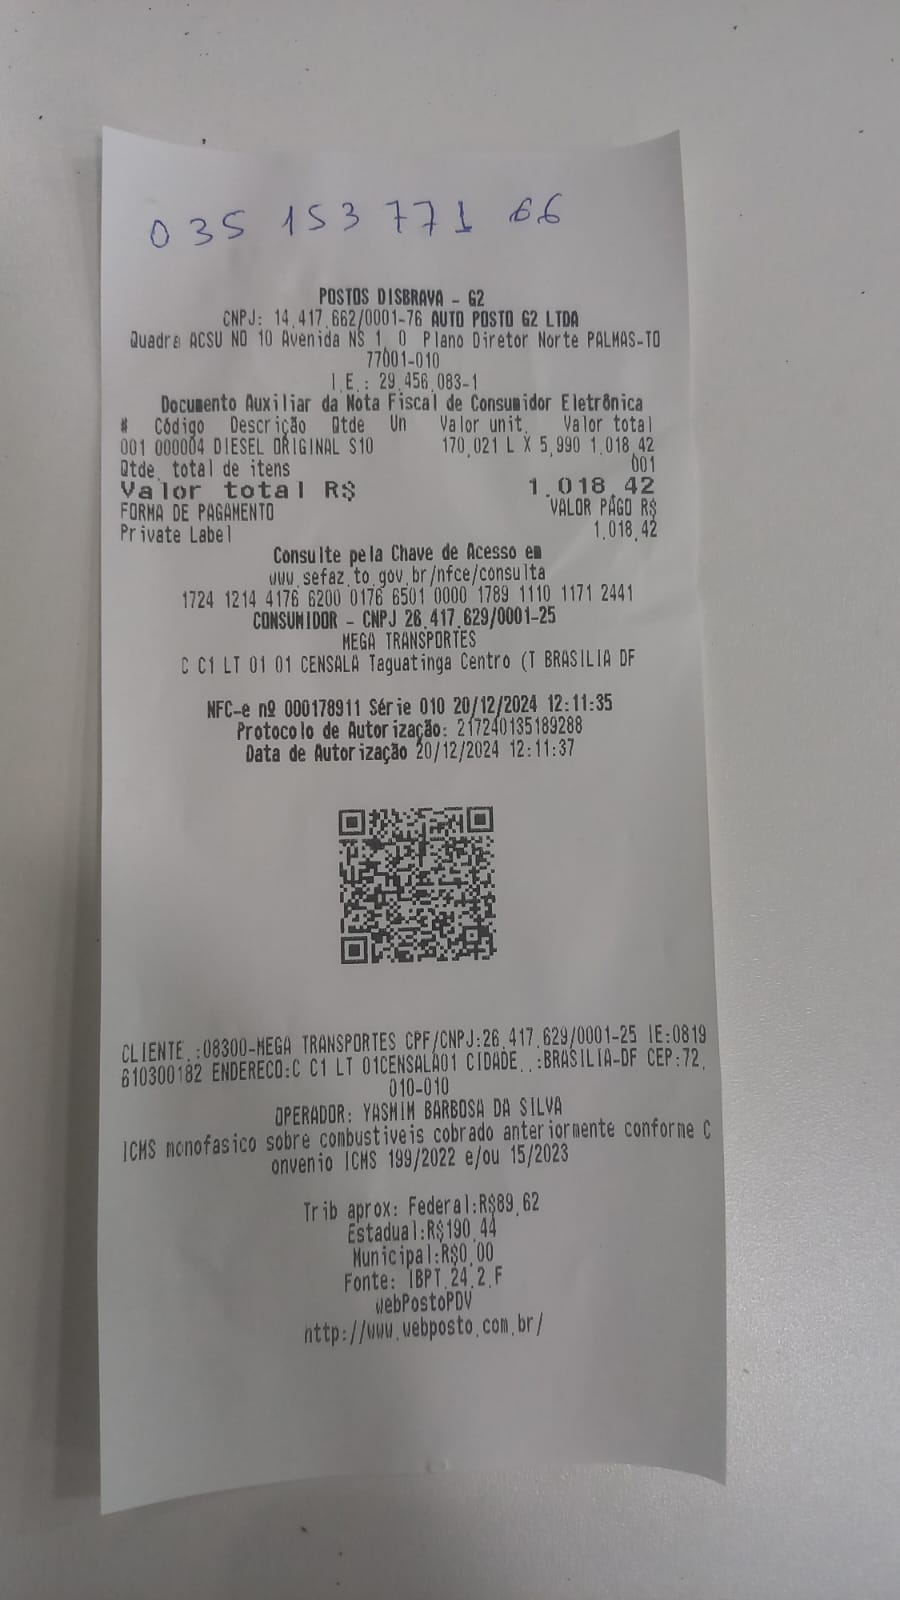 035 153 771 66
POSTOS DISBRAVA - G2
CNPJ: 14.417.662/0001-76 AUTO POSTO G2 LTDA
Quadra ACSU NO 10 Avenida NS 1, 0 Plano Diretor Norte PALMAS-TO
77001-010
I.E.: 29.456.083-1
Documento Auxiliar da Nota Fiscal de Consumidor Eletrônica
# Código Descrição Qtde Un Valor unit. Valor total
001 000004 DIESEL ORIGINAL S10 170,021 L X 5,990 1.018,42
Qtde. total de itens 001
Valor total R$ 1.018,42
FORMA DE PAGAMENTO VALOR PAGO R$
Private Label 1.018,42
Consulte pela Chave de Acesso em
www.sefaz.to.gov.br/nfce/consulta
1724 1214 4176 6200 0176 6501 0000 1789 1110 1171 2441
CONSUMIDOR - CNPJ 26.417.629/0001-25
MEGA TRANSPORTES
C C1 LT 01 01 CENSALA Taguatinga Centro (T BRASILIA DF
NFC-e nº 000178911 Série 010 20/12/2024 12:11:35
Protocolo de Autorização: 217240135189288
Data de Autorização 20/12/2024 12:11:37
CLIENTE.:08300-MEGA TRANSPORTES CPF/CNPJ:26.417.629/0001-25 IE:0819
610300182 ENDERECO:C C1 LT 01CENSALA01 CIDADE..:BRASILIA-DF CEP:72.
010-010
OPERADOR: YASMIM BARBOSA DA SILVA
ICMS monofasico sobre combustiveis cobrado anteriormente conforme C
onvenio ICMS 199/2022 e/ou 15/2023
Trib aprox: Federal:R$89,62
Estadual:R$190,44
Municipal:R$0,00
Fonte: IBPT.24.2.F
webPostoPDV
http://www.webposto.com.br/